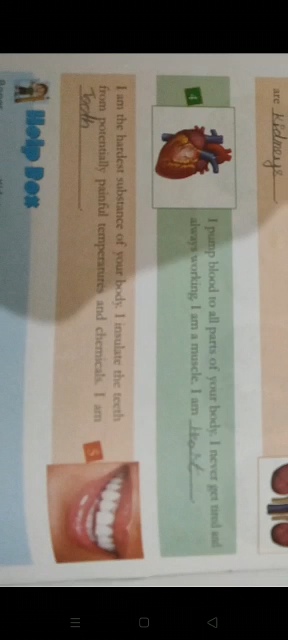 are Kidneys
4
I pump blood to all parts of your body. I never get tired and
always working. I am a muscle. I am Heart
5
I am the hardest substance of your body. I insulate the teeth
from potentially painful temperatures and chemicals. I am
Teeth
Help Box